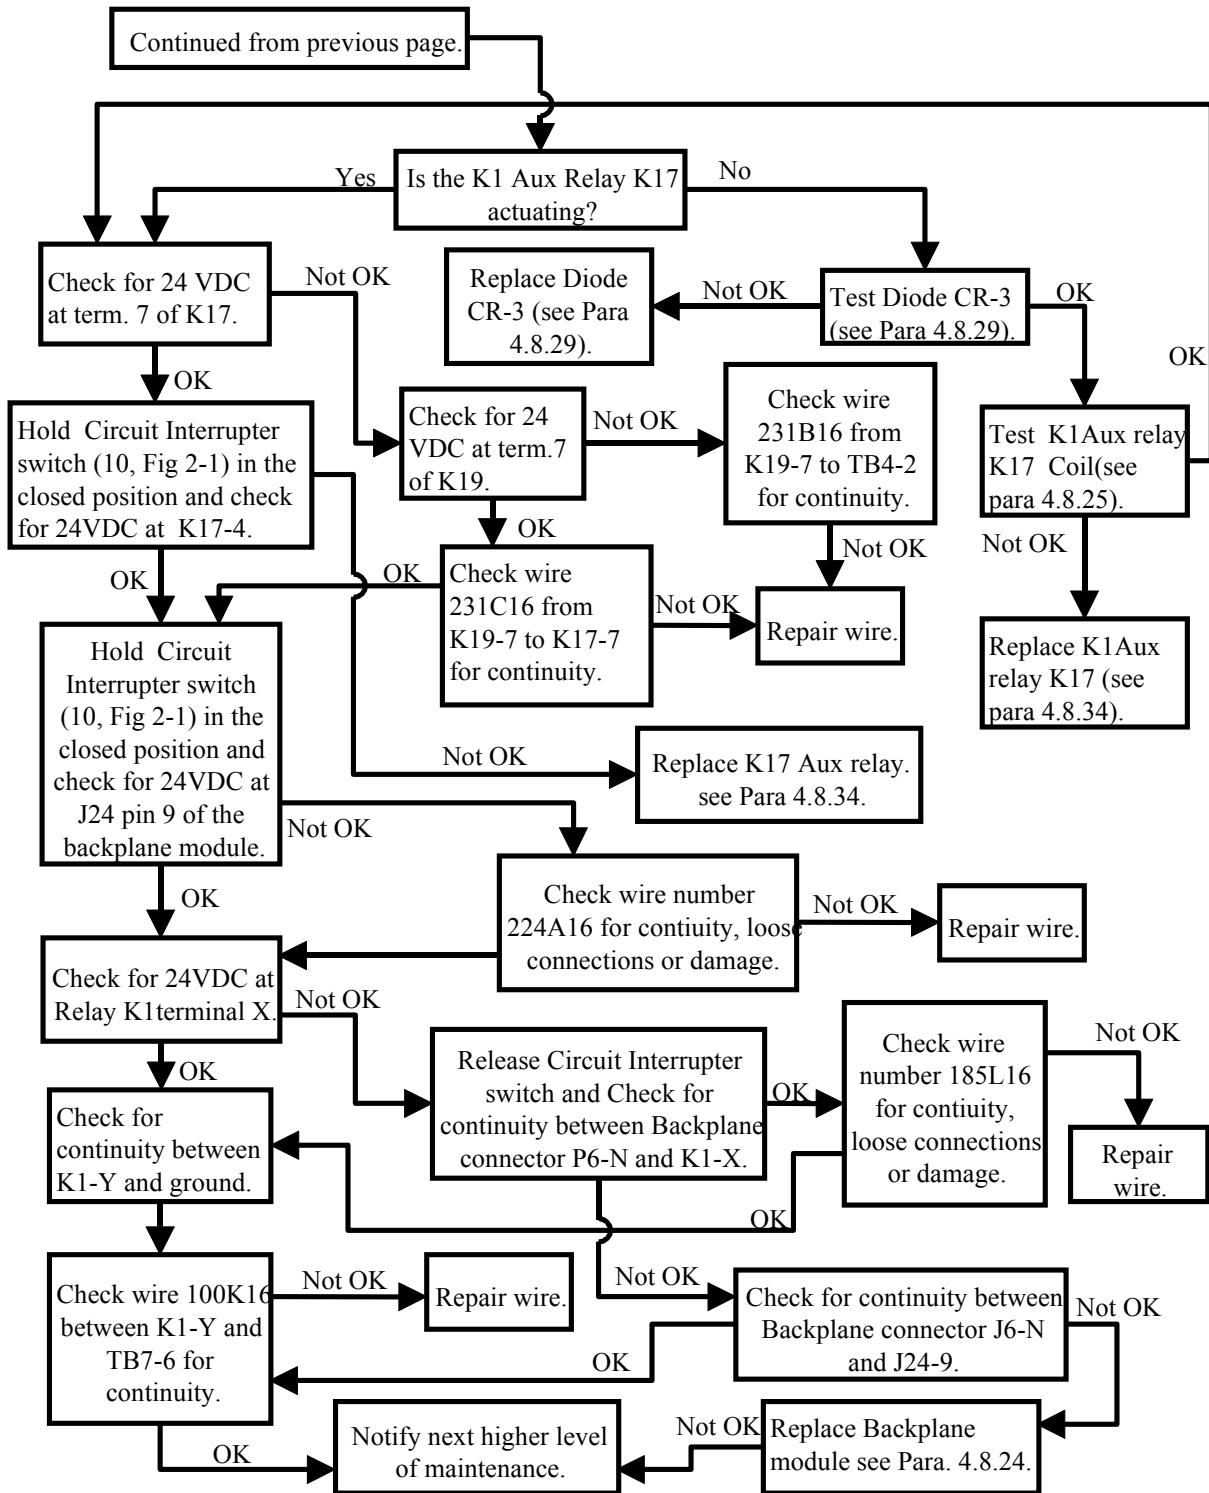 Continued from previous page.
Yes
Is the K1 Aux Relay K17
actuating?
No
Check for 24 VDC
at term. 7 of K17.
Not OK
Replace Diode
CR-3 (see Para
4.8.29).
Not OK
Test Diode CR-3
(see Para 4.8.29).
OK
OK
OK
Hold Circuit Interrupter
switch (10, Fig 2-1) in the
closed position and check
for 24VDC at K17-4.
Check for 24
VDC at term.7
of K19.
Not OK
Check wire
231B16 from
K19-7 to TB4-2
for continuity.
Test K1Aux relay
K17 Coil(see
para 4.8.25).
OK
Not OK
Not OK
OK
OK
Check wire
231C16 from
K19-7 to K17-7
for continuity.
Not OK
Repair wire.
Replace K1Aux
relay K17 (see
para 4.8.34).
Hold Circuit
Interrupter switch
(10, Fig 2-1) in the
closed position and
check for 24VDC at
J24 pin 9 of the
backplane module.
Not OK
Replace K17 Aux relay.
see Para 4.8.34.
Not OK
OK
Check wire number
224A16 for contiuity, loose
connections or damage.
Not OK
Repair wire.
Check for 24VDC at
Relay K1terminal X.
Not OK
OK
Release Circuit Interrupter
switch and Check for
continuity between Backplane
connector P6-N and K1-X.
OK
Check wire
number 185L16
for contiuity,
loose connections
or damage.
Not OK
Repair
wire.
Check for
continuity between
K1-Y and ground.
OK
Check wire 100K16
between K1-Y and
TB7-6 for
continuity.
Not OK
Repair wire.
Not OK
Check for continuity between
Backplane connector J6-N
and J24-9.
Not OK
OK
OK
Notify next higher level
of maintenance.
Not OK
Replace Backplane
module see Para. 4.8.24.